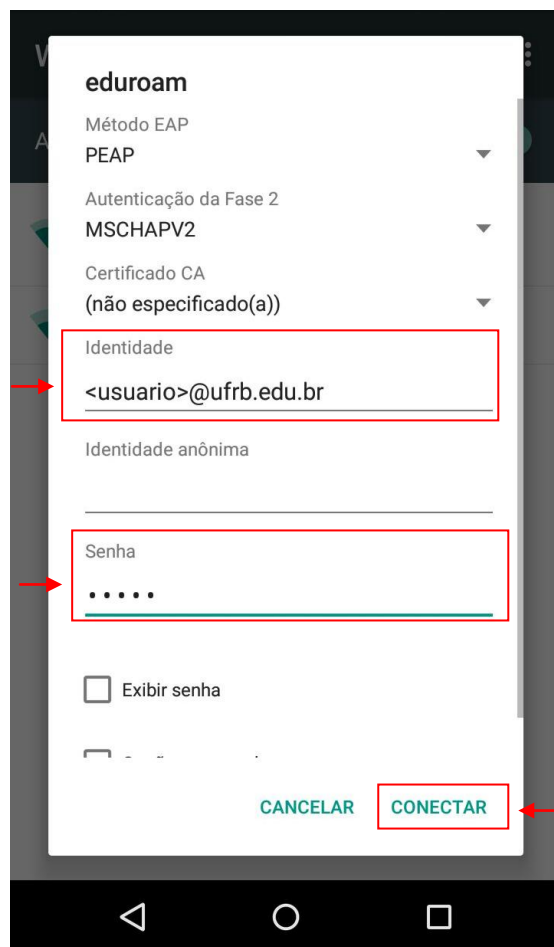 W
eduroam
Método EAP
PEAP
A
Autenticação da Fase 2
MSCHAPV2
Certificado CA
(não especificado(a))
Identidade
<usuario>@ufrb.edu.br
Identidade anônima
Senha
•••••
Exibir senha
CANCELAR CONECTAR